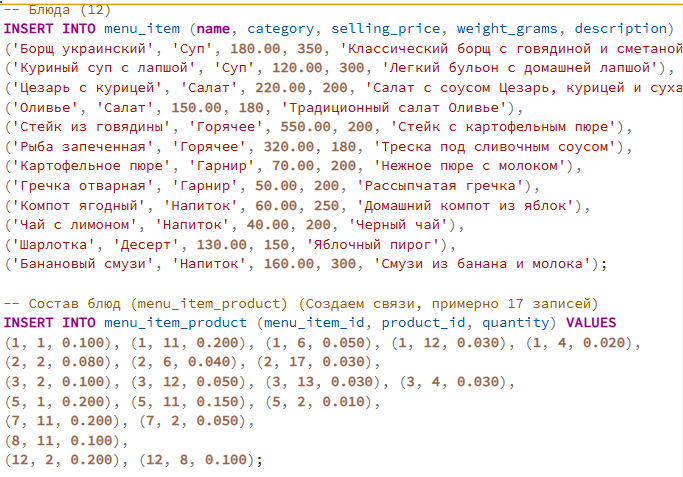 -- Блюда (12)
INSERT INTO menu_item (name, category, selling_price, weight_grams, description)
('Борщ украинский', 'Суп', 180.00, 350, 'Классический борщ с говядиной и сметаной
('Куриный суп с лапшой', 'Суп', 120.00, 300, 'Легкий бульон с домашней лапшой'),
('Цезарь с курицей', 'Салат', 220.00, 200, 'Салат с соусом Цезарь, курицей и суха
('Оливье', 'Салат', 150.00, 180, 'Традиционный салат Оливье'),
('Стейк из говядины', 'Горячее', 550.00, 200, 'Стейк с картофельным пюре'),
('Рыба запеченная', 'Горячее', 320.00, 180, 'Треска под сливочным соусом'),
('Картофельное пюре', 'Гарнир', 70.00, 200, 'Нежное пюре с молоком'),
('Гречка отварная', 'Гарнир', 50.00, 200, 'Рассыпчатая гречка'),
('Компот ягодный', 'Напиток', 60.00, 250, 'Домашний компот из яблок'),
('Чай с лимоном', 'Напиток', 40.00, 200, 'Черный чай'),
('Шарлотка', 'Десерт', 130.00, 150, 'Яблочный пирог'),
('Банановый смузи', 'Напиток', 160.00, 300, 'Смузи из банана и молока');
-- Состав блюд (menu_item_product) (Создаем связи, примерно 17 записей)
INSERT INTO menu_item_product (menu_item_id, product_id, quantity) VALUES
(1, 1, 0.100), (1, 11, 0.200), (1, 6, 0.050), (1, 12, 0.030), (1, 4, 0.020),
(2, 2, 0.080), (2, 6, 0.040), (2, 17, 0.030),
(3, 2, 0.100), (3, 12, 0.050), (3, 13, 0.030), (3, 4, 0.030),
(5, 1, 0.200), (5, 11, 0.150), (5, 2, 0.010),
(7, 11, 0.200), (7, 2, 0.050),
(8, 11, 0.100),
(12, 2, 0.200), (12, 8, 0.100);